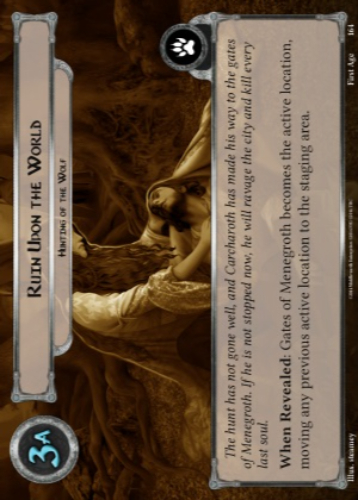 3A
Ruin Upon the World
Hunting of the Wolf
The hunt has not gone well, and Carcharoth has made his way to the gates
of Menegroth. If he is not stopped now, he will ravage the city and kill every
last soul.
When Revealed: Gates of Menegroth becomes the active location,
moving any previous active location to the staging area.
First Age
164